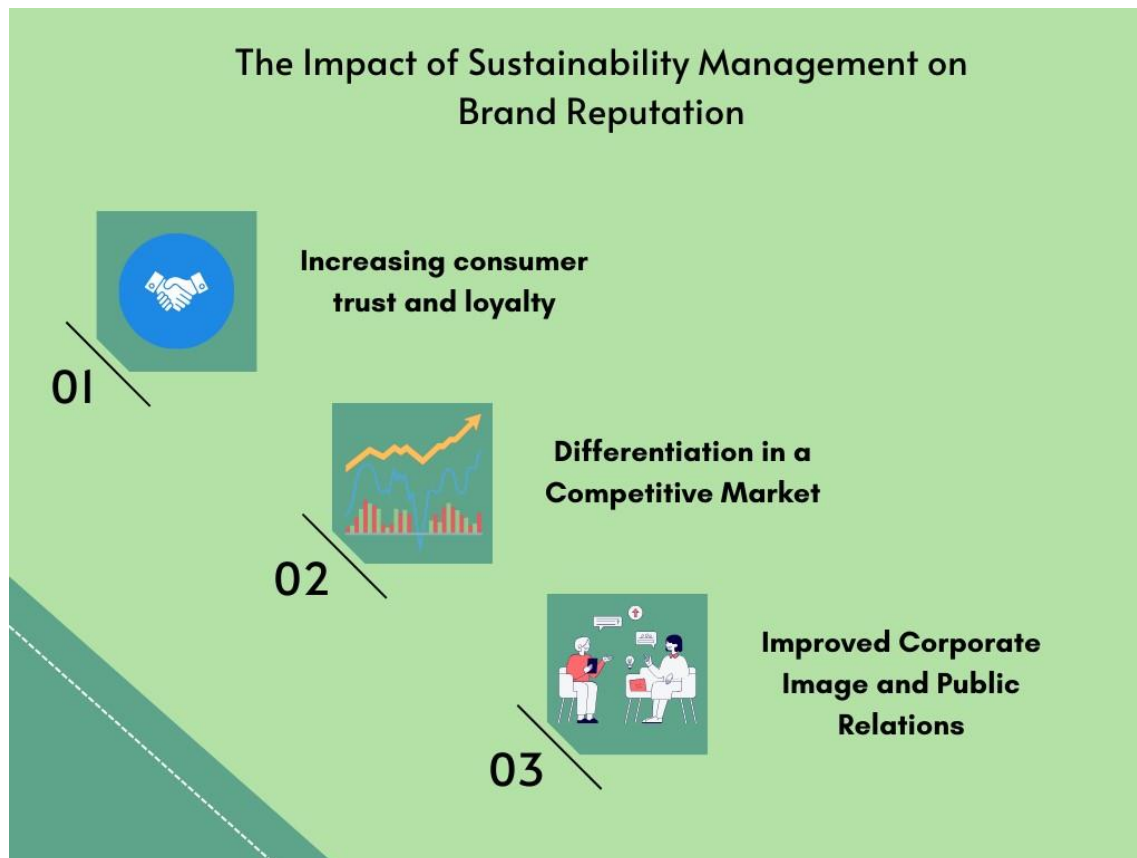 The Impact of Sustainability Management on
Brand Reputation
Increasing consumer
trust and loyalty
01
Differentiation in a
Competitive Market
02
Improved Corporate
Image and Public
Relations
03